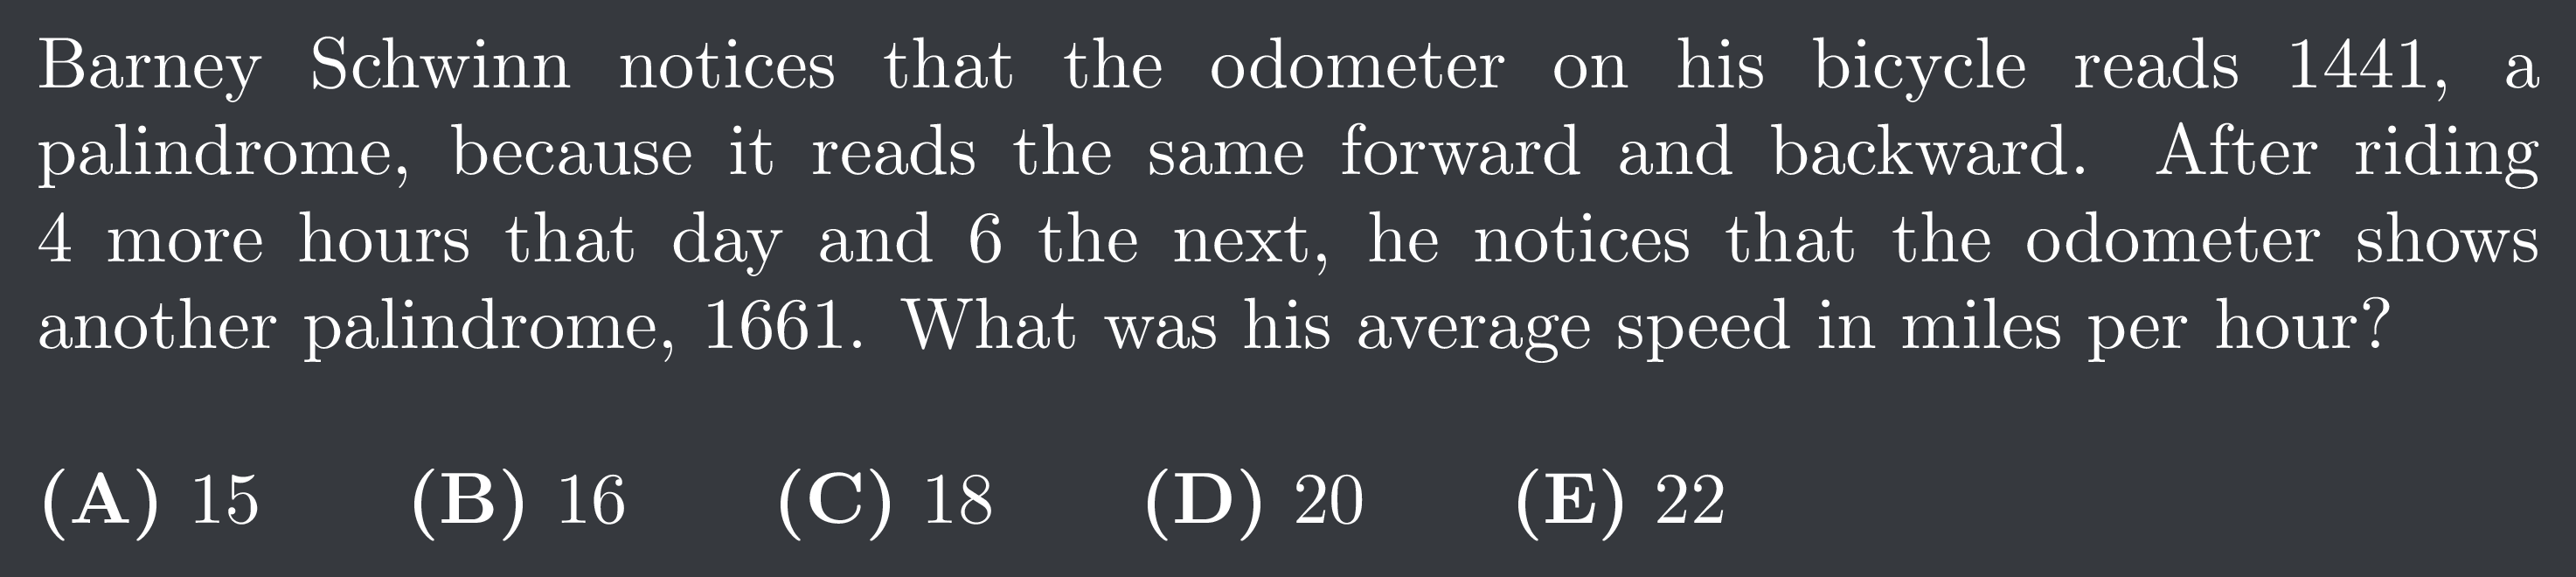 Barney Schwinn notices that the odometer on his bicycle reads 1441, a
palindrome, because it reads the same forward and backward. After riding
4 more hours that day and 6 the next, he notices that the odometer shows
another palindrome, 1661. What was his average speed in miles per hour?
(A) 15 (B) 16 (C) 18 (D) 20 (E) 22